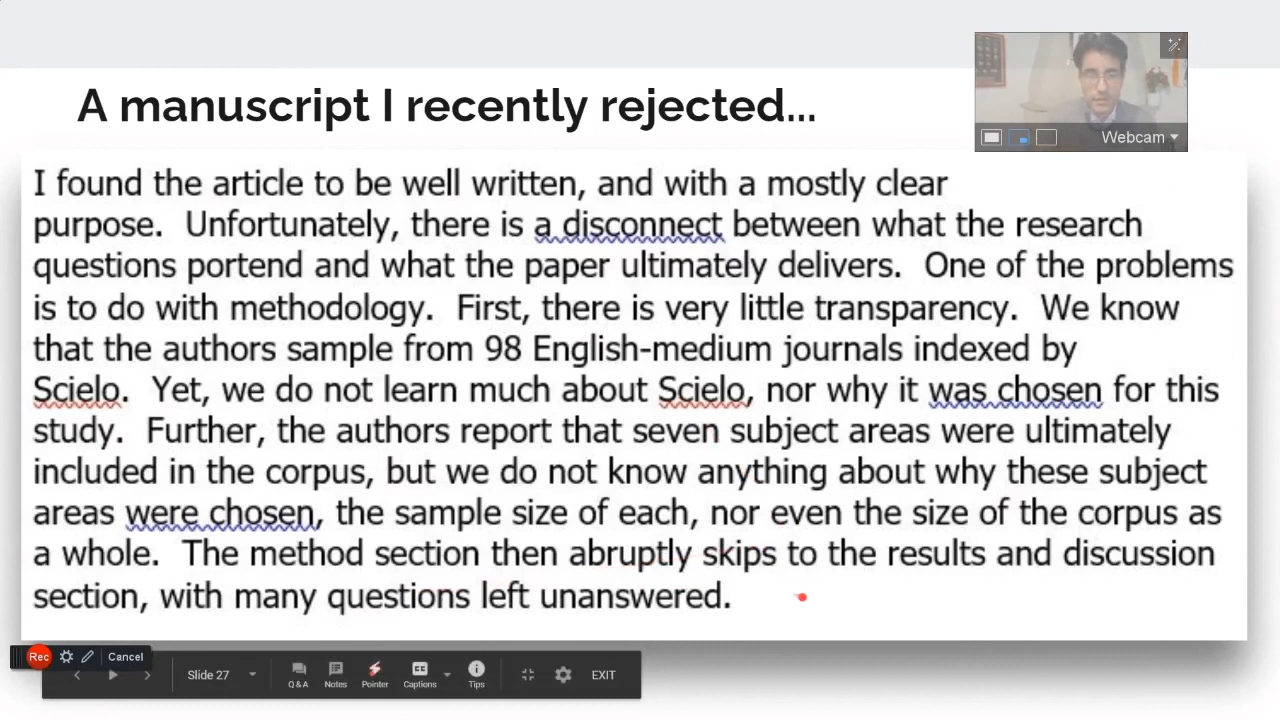 A manuscript I recently rejected...
Webcam
I found the article to be well written, and with a mostly clear
purpose.  Unfortunately, there is a disconnect between what the research
questions portend and what the paper ultimately delivers.  One of the problems
is to do with methodology.  First, there is very little transparency.  We know
that the authors sample from 98 English-medium journals indexed by
Scielo.  Yet, we do not learn much about Scielo, nor why it was chosen for this
study.  Further, the authors report that seven subject areas were ultimately
included in the corpus, but we do not know anything about why these subject
areas were chosen, the sample size of each, nor even the size of the corpus as
a whole.  The method section then abruptly skips to the results and discussion
section, with many questions left unanswered.
Rec Cancel
Slide 27 Q & A Notes Pointer CC Captions Tips EXIT